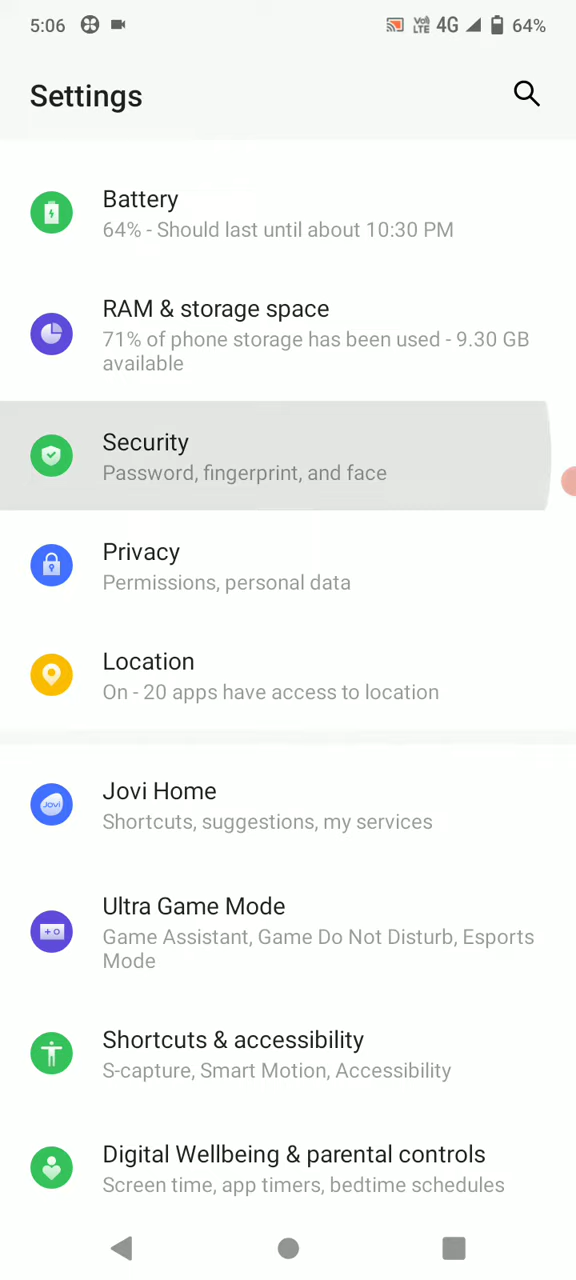 5:06 Vo) LTE 4G 64%
Settings
Battery
64% - Should last until about 10:30 PM
RAM & storage space
71% of phone storage has been used - 9.30 GB
available
Security
Password, fingerprint, and face
Privacy
Permissions, personal data
Location
On - 20 apps have access to location
Jovi Home
Jovi
Shortcuts, suggestions, my services
Ultra Game Mode
Game Assistant, Game Do Not Disturb, Esports
Mode
Shortcuts & accessibility
S-capture, Smart Motion, Accessibility
Digital Wellbeing & parental controls
Screen time, app timers, bedtime schedules